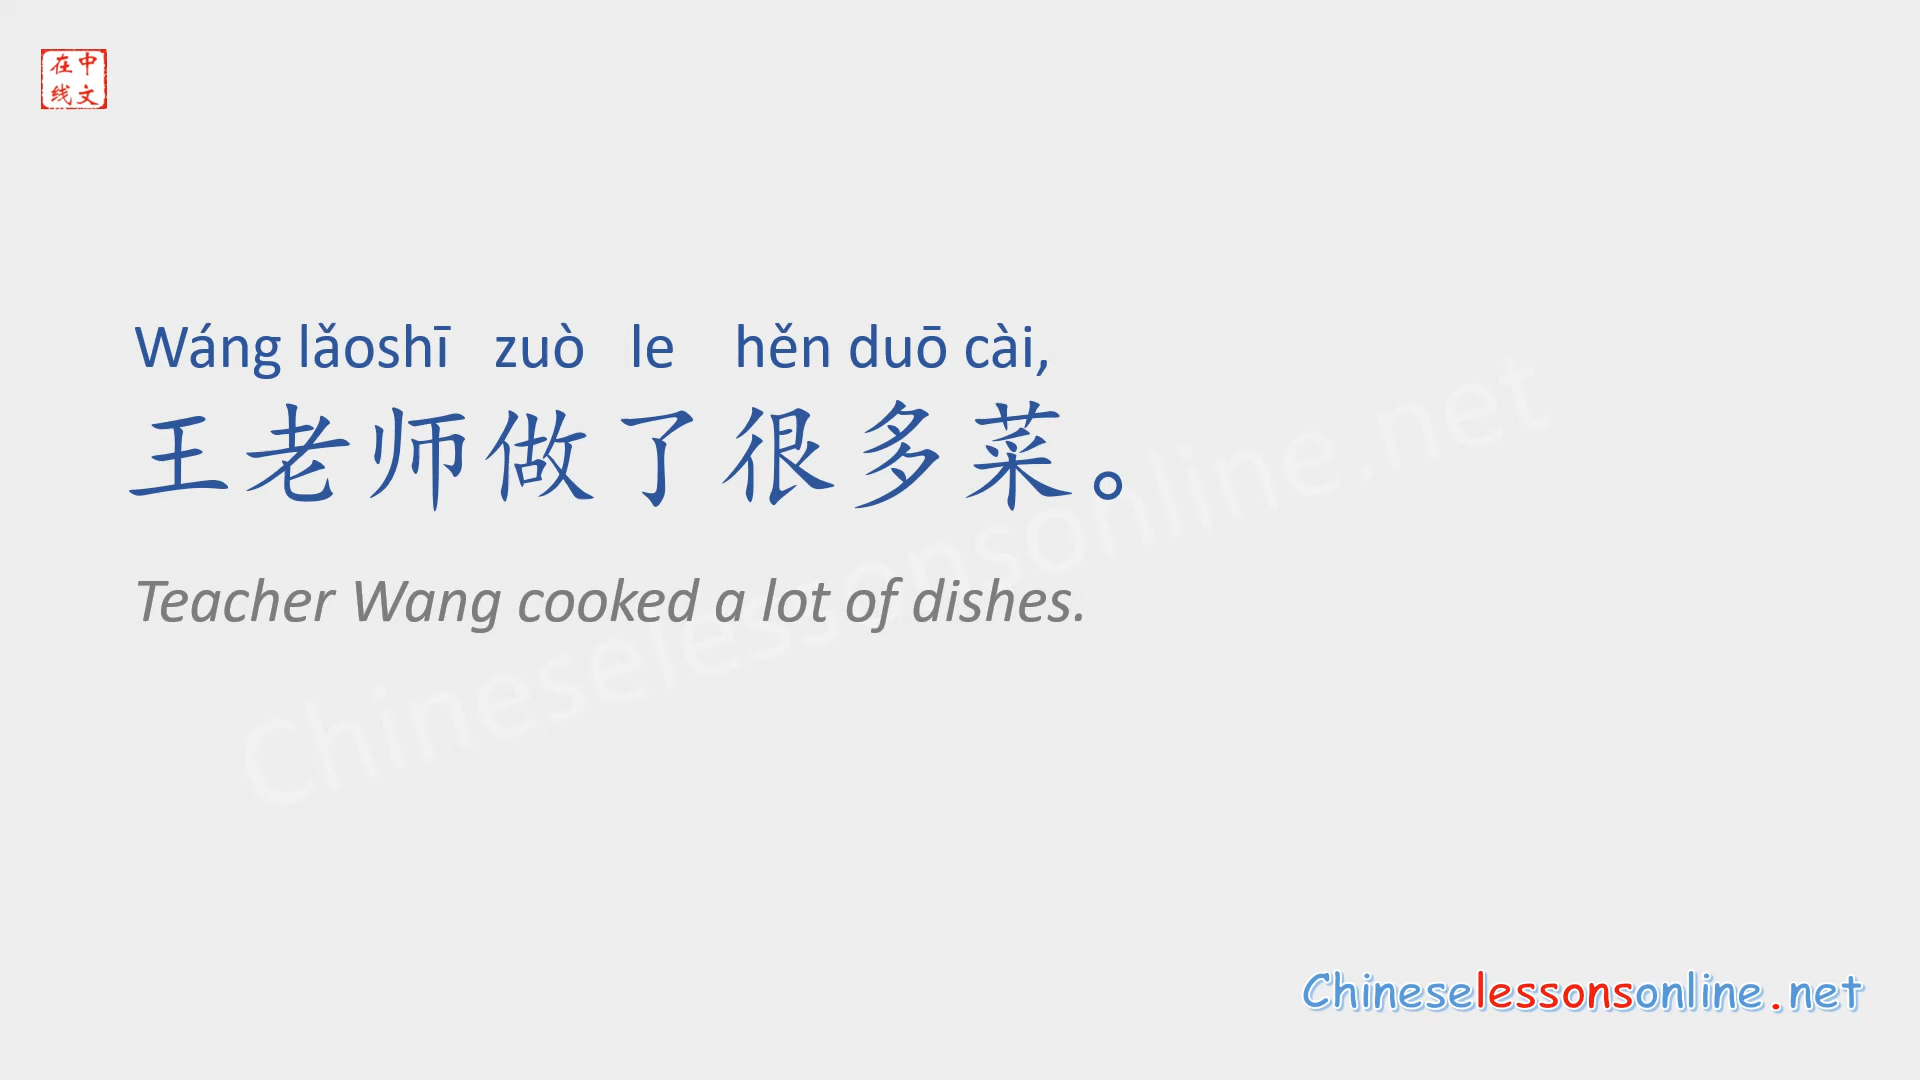 在中
线文
Wáng lǎoshī zuò le hěn duō cài,
王老师做了很多菜。
Teacher Wang cooked a lot of dishes.
Chineselessonsonline.net
Chineselessonsonline.net